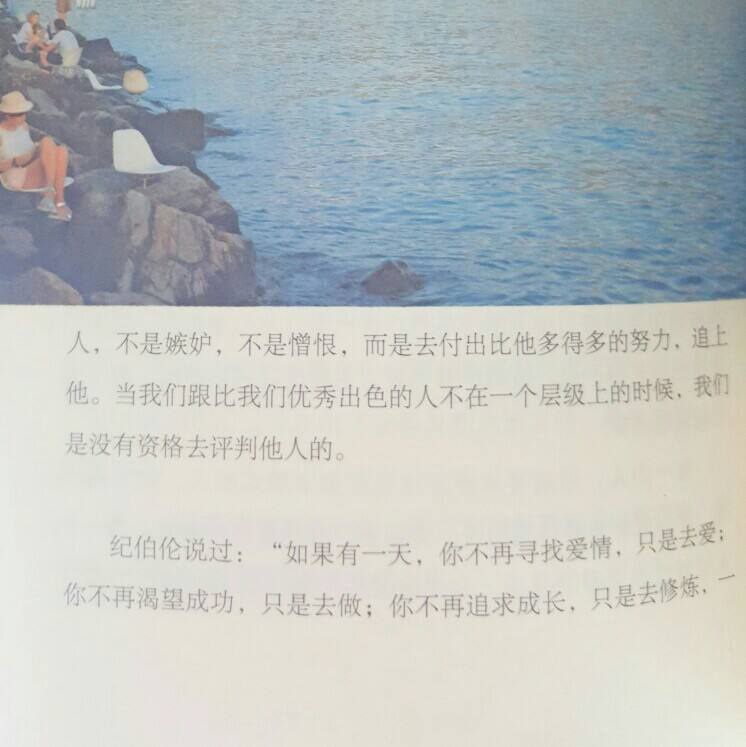 人，不是嫉妒，不是憎恨，而是去付出比他多得多的努力，追上
他。当我们跟比我们优秀出色的人不在一个层级上的时候，我们
是没有资格去评判他人的。
纪伯伦说过：“如果有一天，你不再寻找爱情，只是去爱；
你不再渴望成功，只是去做；你不再追求成长，只是去修炼，一